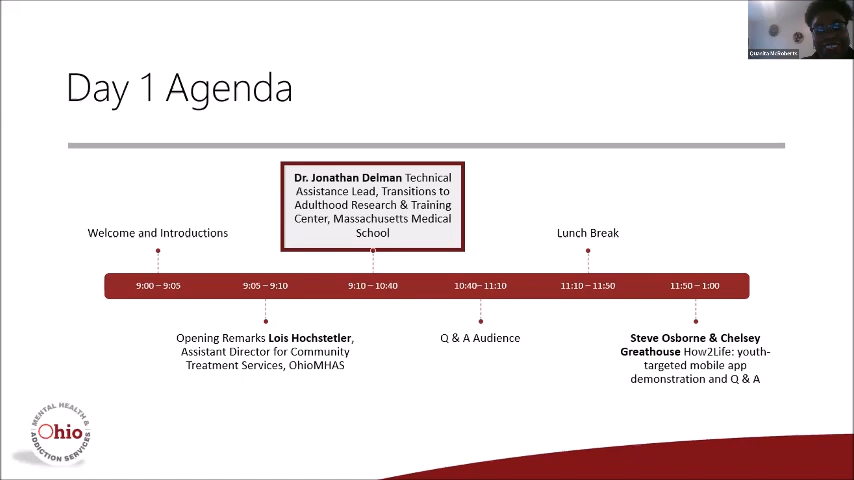 Quanita McRoberts
Day 1 Agenda
Dr. Jonathan Delman Technical
Assistance Lead, Transitions to
Adulthood Research & Training
Center, Massachusetts Medical
School
Welcome and Introductions
Lunch Break
9:00 – 9:05
9:05 – 9:10
9:10 – 10:40
10:40– 11:10
11:10 – 11:50
11:50 – 1:00
Opening Remarks Lois Hochstetler,
Assistant Director for Community
Treatment Services, OhioMHAS
Q & A Audience
Steve Osborne & Chelsey
Greathouse How2Life: youth-
targeted mobile app
demonstration and Q & A
MENTAL HEALTH &
Ohio
ADDICTION SERVICES